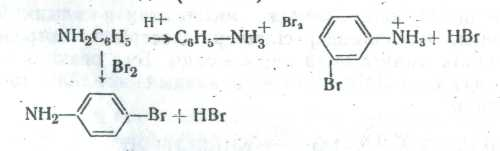 NH₂C₆H₅ —H⁺→ C₆H₅—NH₃⁺ —Br₂→ —NH₃⁺ + HBr
Br₂
Br
NH₂— —Br + HBr